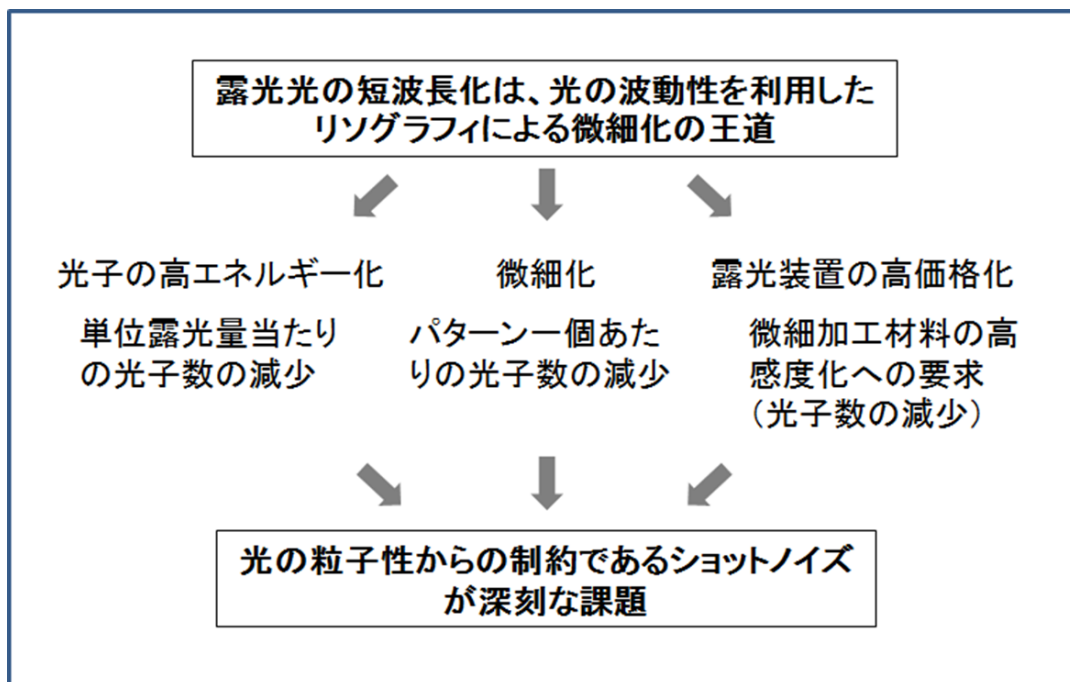 露光光の短波長化は、光の波動性を利用した
リソグラフィによる微細化の王道
光子の高エネルギー化
単位露光量当たり
の光子数の減少
微細化
パターン一個あた
りの光子数の減少
露光装置の高価格化
微細加工材料の高
感度化への要求
（光子数の減少）
光の粒子性からの制約であるショットノイズ
が深刻な課題